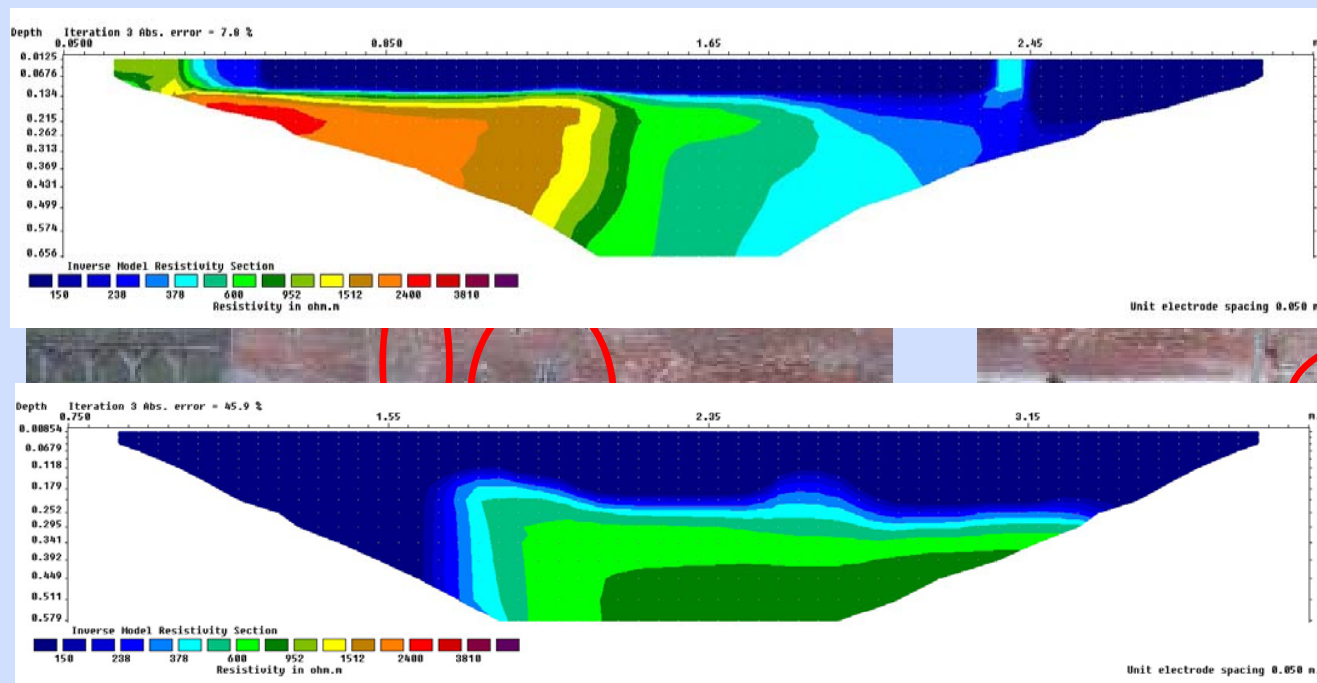 Depth Iteration 3 Abs. error = 7.8 %
0.0500 0.850 1.65 2.45 m
0.0125
0.0676
0.134
0.215
0.262
0.313
0.369
0.431
0.499
0.574
0.656
Inverse Model Resistivity Section
150 238 378 600 952 1512 2400 3810
Resistivity in ohm.m
Unit electrode spacing 0.050 m
Depth Iteration 3 Abs. error = 45.9 %
0.750 1.55 2.35 3.15 m.
0.00854
0.0679
0.118
0.179
0.252
0.295
0.341
0.392
0.449
0.511
0.579
Inverse Model Resistivity Section
150 238 378 600 952 1512 2400 3810
Resistivity in ohm.m
Unit electrode spacing 0.050 m.